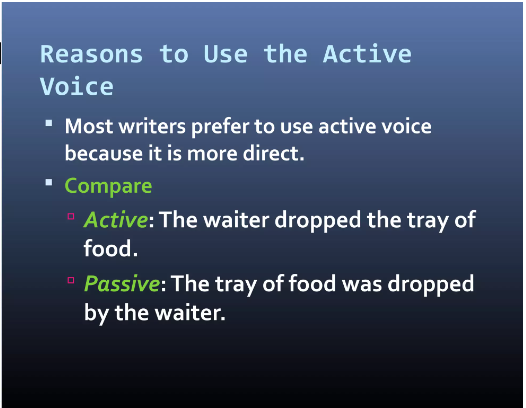 Reasons to Use the Active
Voice
Most writers prefer to use active voice
because it is more direct.
Compare
Active: The waiter dropped the tray of
food.
Passive: The tray of food was dropped
by the waiter.